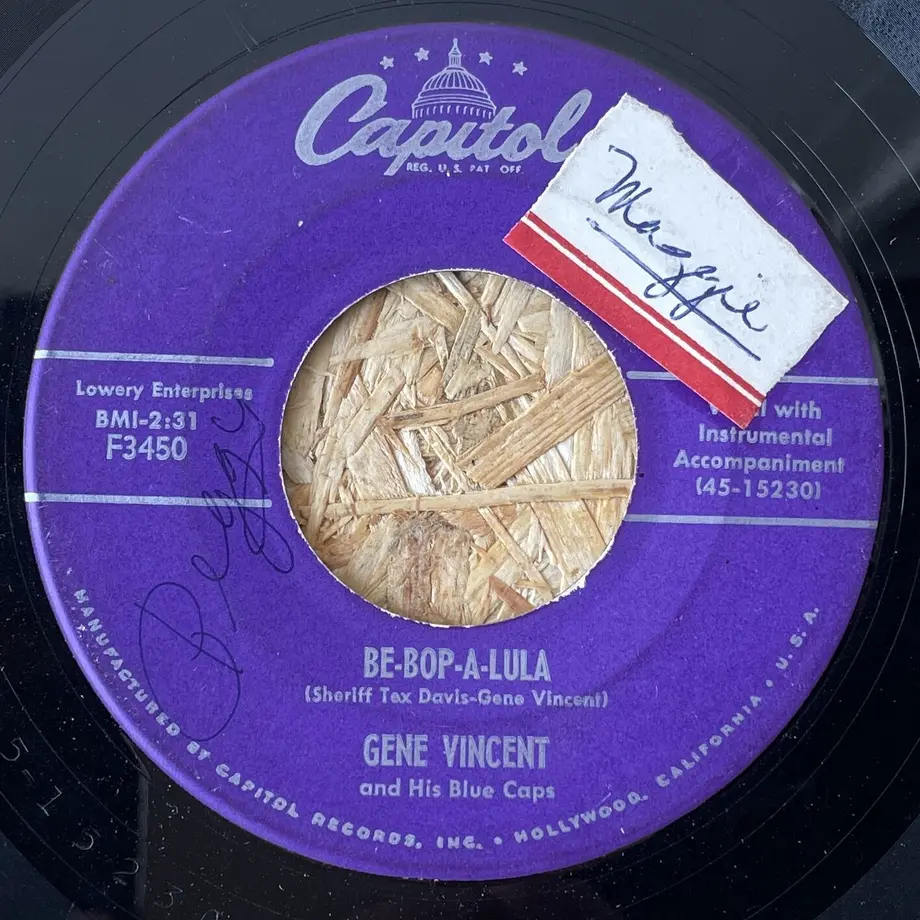 Capitol
REG. U. S. PAT. OFF.
Maggie
Lowery Enterprises
BMI-2:31
F3450
Peggy
with
Instrumental
Accompaniment
(45-15230)
BE-BOP-A-LULA
(Sheriff Tex Davis-Gene Vincent)
GENE VINCENT
and His Blue Caps
MANUFACTURED BY CAPITOL RECORDS, INC. • HOLLYWOOD, CALIFORNIA • U. S. A.
5-1523